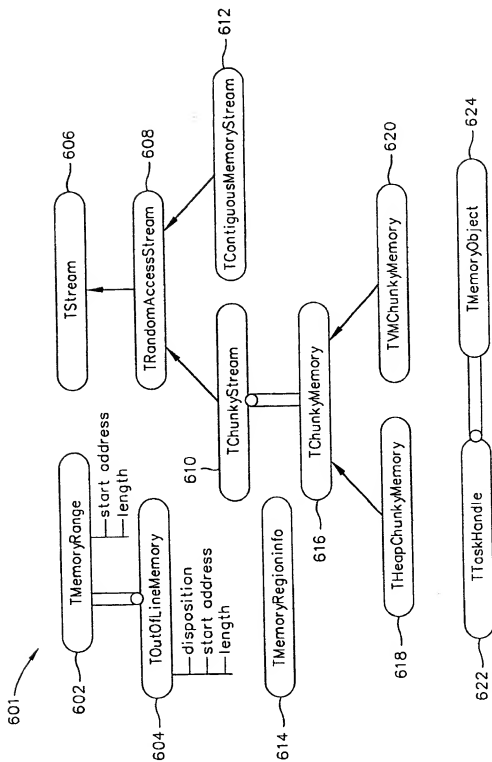 601
602
TMemoryRange
start address
length
604
TOutOfLineMemory
disposition
start address
length
TStream
606
TRandomAccessStream
608
610
TChunkyStream
TContiguousMemoryStream
612
614
TMemoryRegioninfo
616
TChunkyMemory
618
THeapChunkyMemory
TVMChunkyMemory
620
622
TTaskHandle
TMemoryObject
624